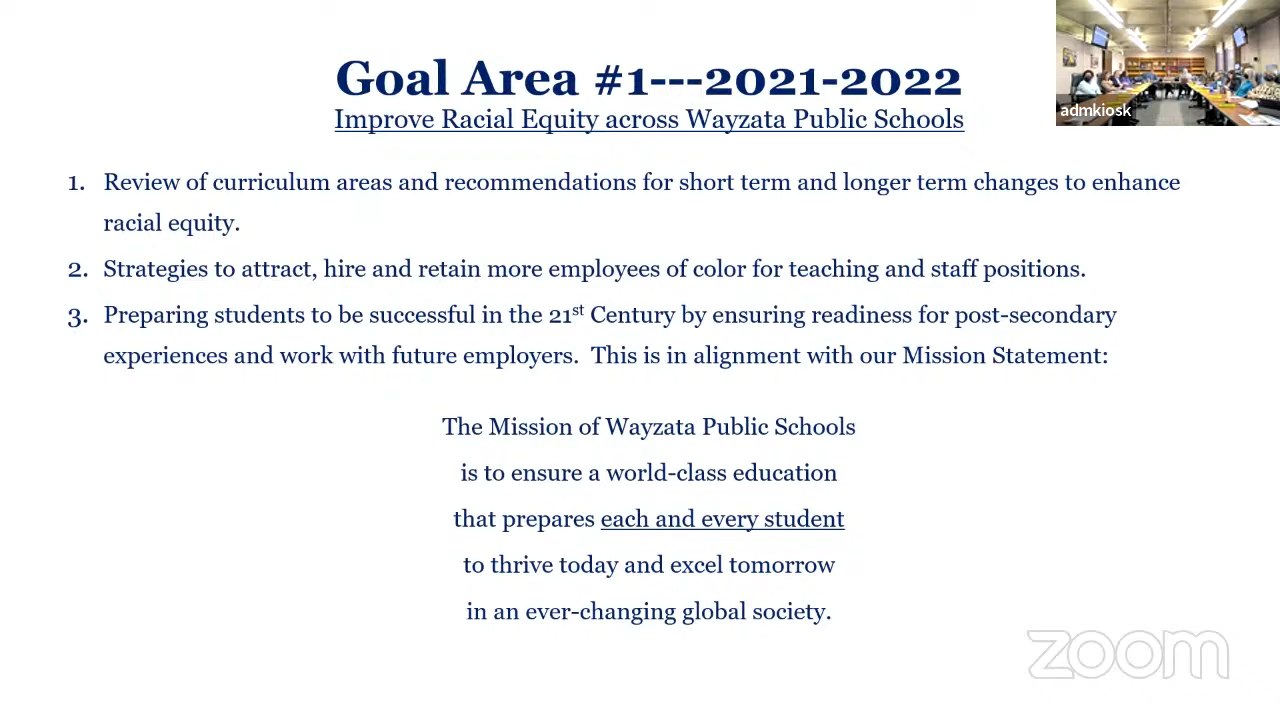 Goal Area #1---2021-2022
Improve Racial Equity across Wayzata Public Schools
admkiosk
1. Review of curriculum areas and recommendations for short term and longer term changes to enhance
racial equity.
2. Strategies to attract, hire and retain more employees of color for teaching and staff positions.
3. Preparing students to be successful in the 21st Century by ensuring readiness for post-secondary
experiences and work with future employers.  This is in alignment with our Mission Statement:
The Mission of Wayzata Public Schools
is to ensure a world-class education
that prepares each and every student
to thrive today and excel tomorrow
in an ever-changing global society.
zoom